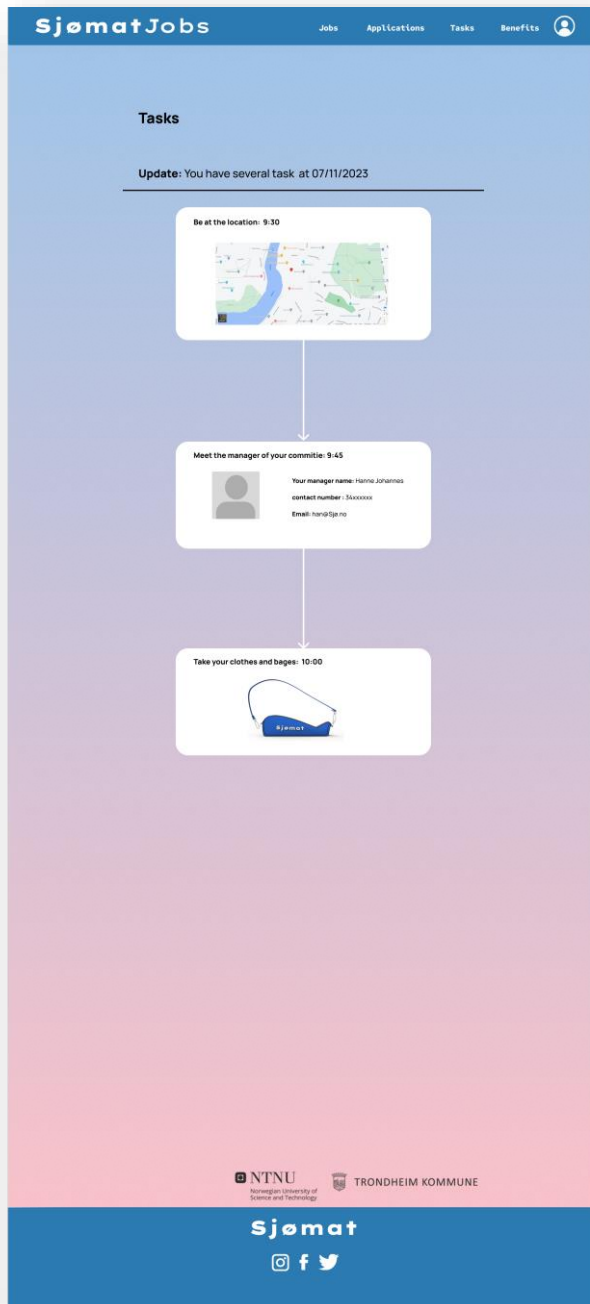 SjømatJobs
Jobs Applications Tasks Benefits
Tasks
Update: You have several task at 07/11/2023
Be at the location: 9:30
Meet the manager of your commitie: 9:45
Your manager name: Hanne Johannes
contact number : 34xxxxxx
Email: han@Sjø.no
Take your clothes and bages: 10:00
Sjømat
NTNU
Norwegian University of
Science and Technology
TRONDHEIM KOMMUNE
Sjømat